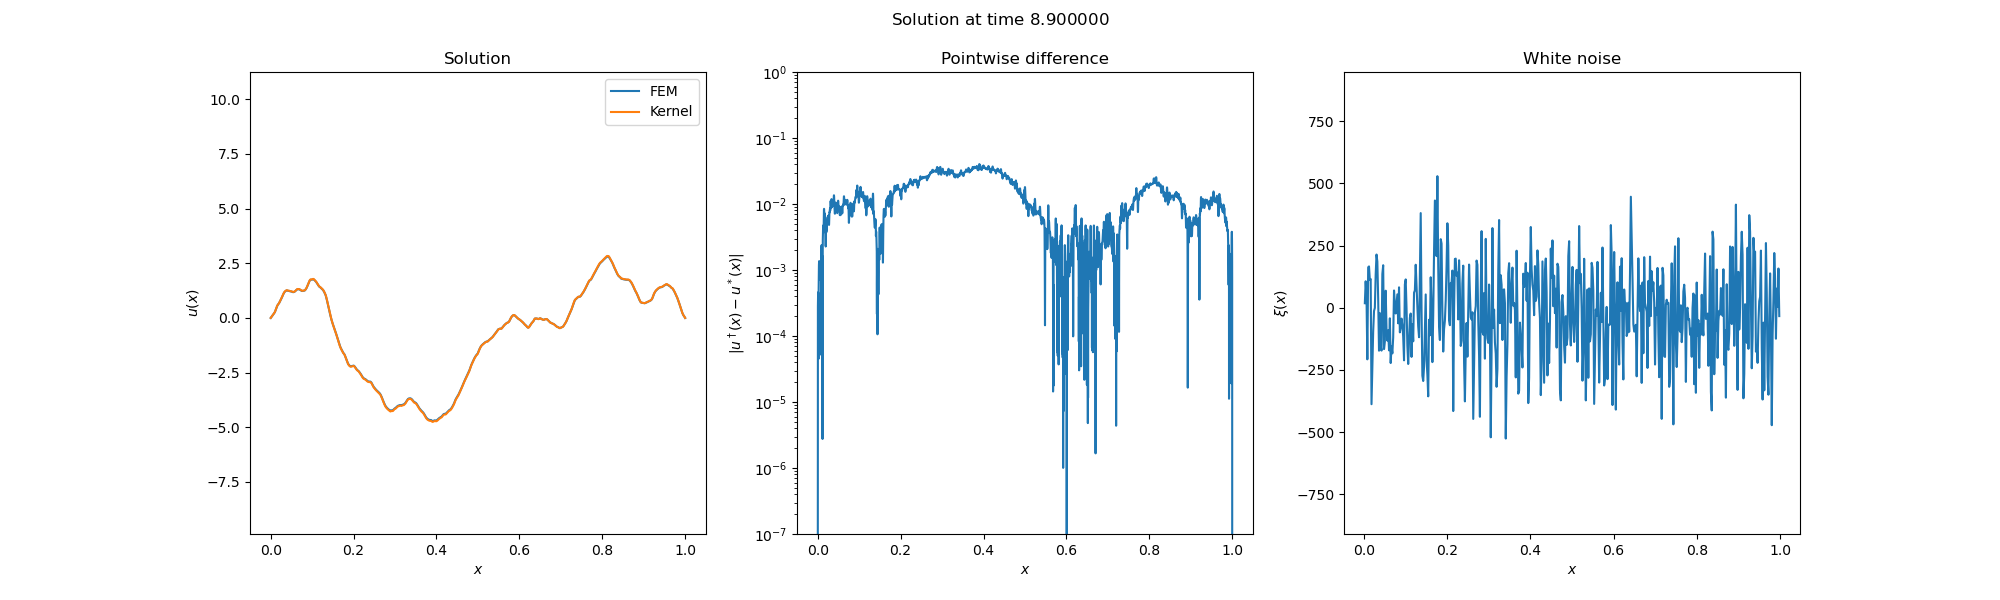 Solution at time 8.900000
Solution
10.0
7.5
5.0
2.5
0.0
−2.5
−5.0
−7.5
u(x)
0.0 0.2 0.4 0.6 0.8 1.0
x
FEM
Kernel
Pointwise difference
10⁰
10⁻¹
10⁻²
10⁻³
10⁻⁴
10⁻⁵
10⁻⁶
10⁻⁷
|u†(x) − u*(x)|
0.0 0.2 0.4 0.6 0.8 1.0
x
White noise
750
500
250
0
−250
−500
−750
ξ(x)
0.0 0.2 0.4 0.6 0.8 1.0
x